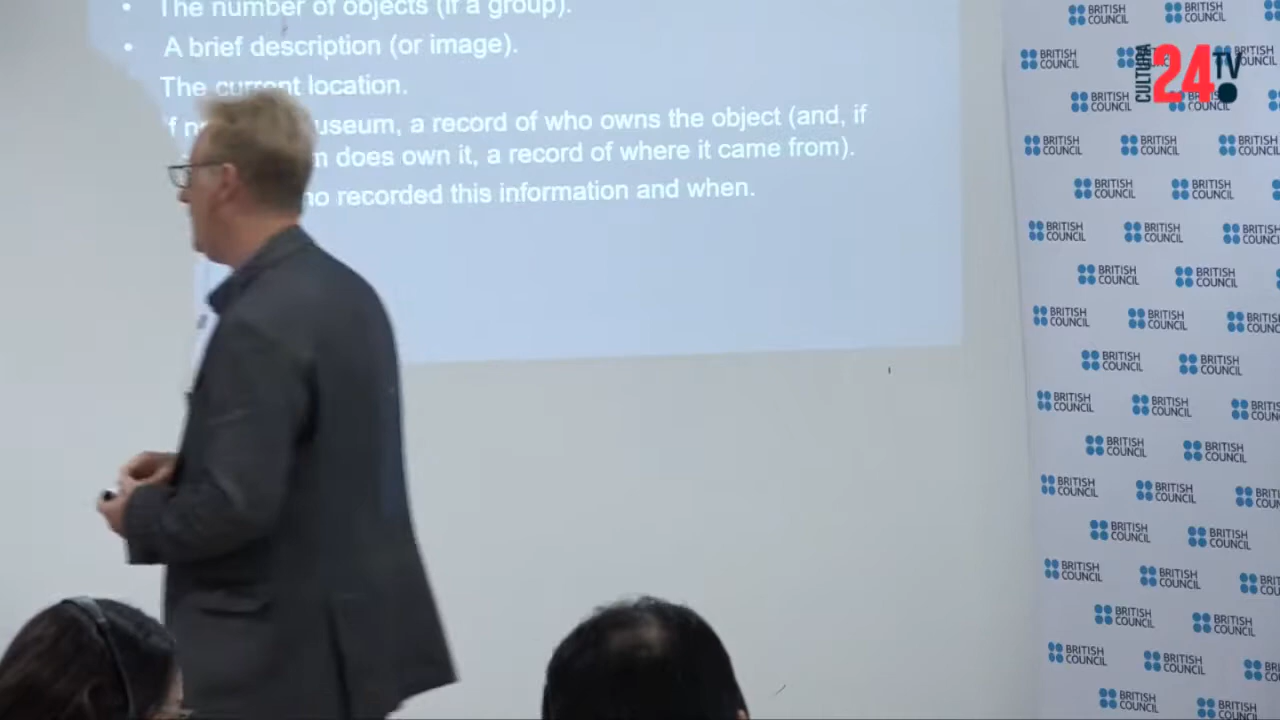 • The number of objects (if a group).
• A brief description (or image).
The current location.
useum, a record of who owns the object (and, if
does own it, a record of where it came from).
recorded this information and when.
CULTURA
24
TV
BRITISH
COUNCIL